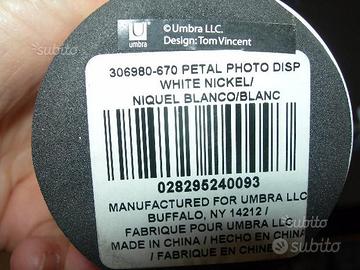 umbra
© Umbra LLC.
Design: Tom Vincent
306980-670 PETAL PHOTO DISP
WHITE NICKEL/
NIQUEL BLANCO/BLANC
028295240093
MANUFACTURED FOR UMBRA LLC
BUFFALO, NY 14212 /
FABRIQUE POUR UMBRA LLC
MADE IN CHINA / HECHO EN CHINA
/ FABRIQUE EN CHINE
subito
subito